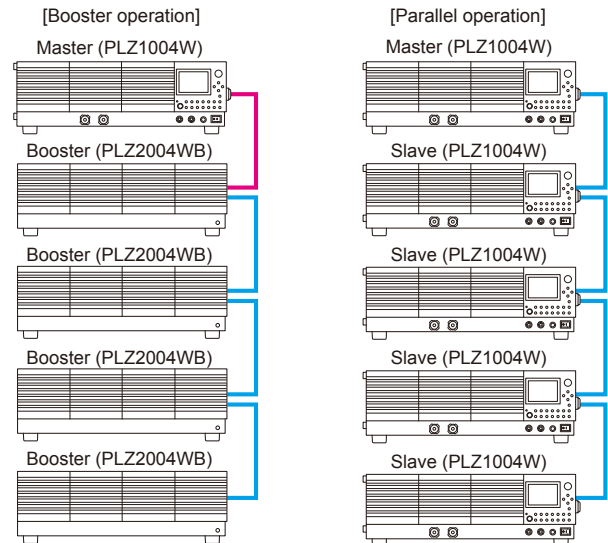 [Booster operation]
Master (PLZ1004W)
Booster (PLZ2004WB)
Booster (PLZ2004WB)
Booster (PLZ2004WB)
Booster (PLZ2004WB)
[Parallel operation]
Master (PLZ1004W)
Slave (PLZ1004W)
Slave (PLZ1004W)
Slave (PLZ1004W)
Slave (PLZ1004W)